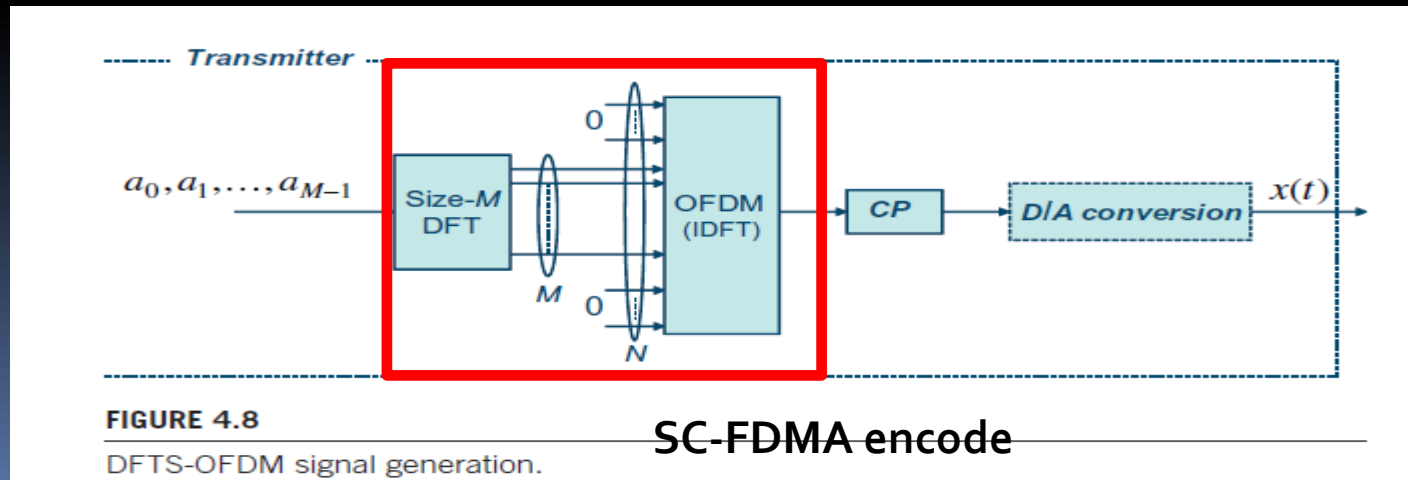 Transmitter
0
a₀, a₁, ..., a_{M–1}
Size-M
DFT
M
OFDM
(IDFT)
CP
D/A conversion
x(t)
0
N
FIGURE 4.8
SC-FDMA encode
DFTS-OFDM signal generation.